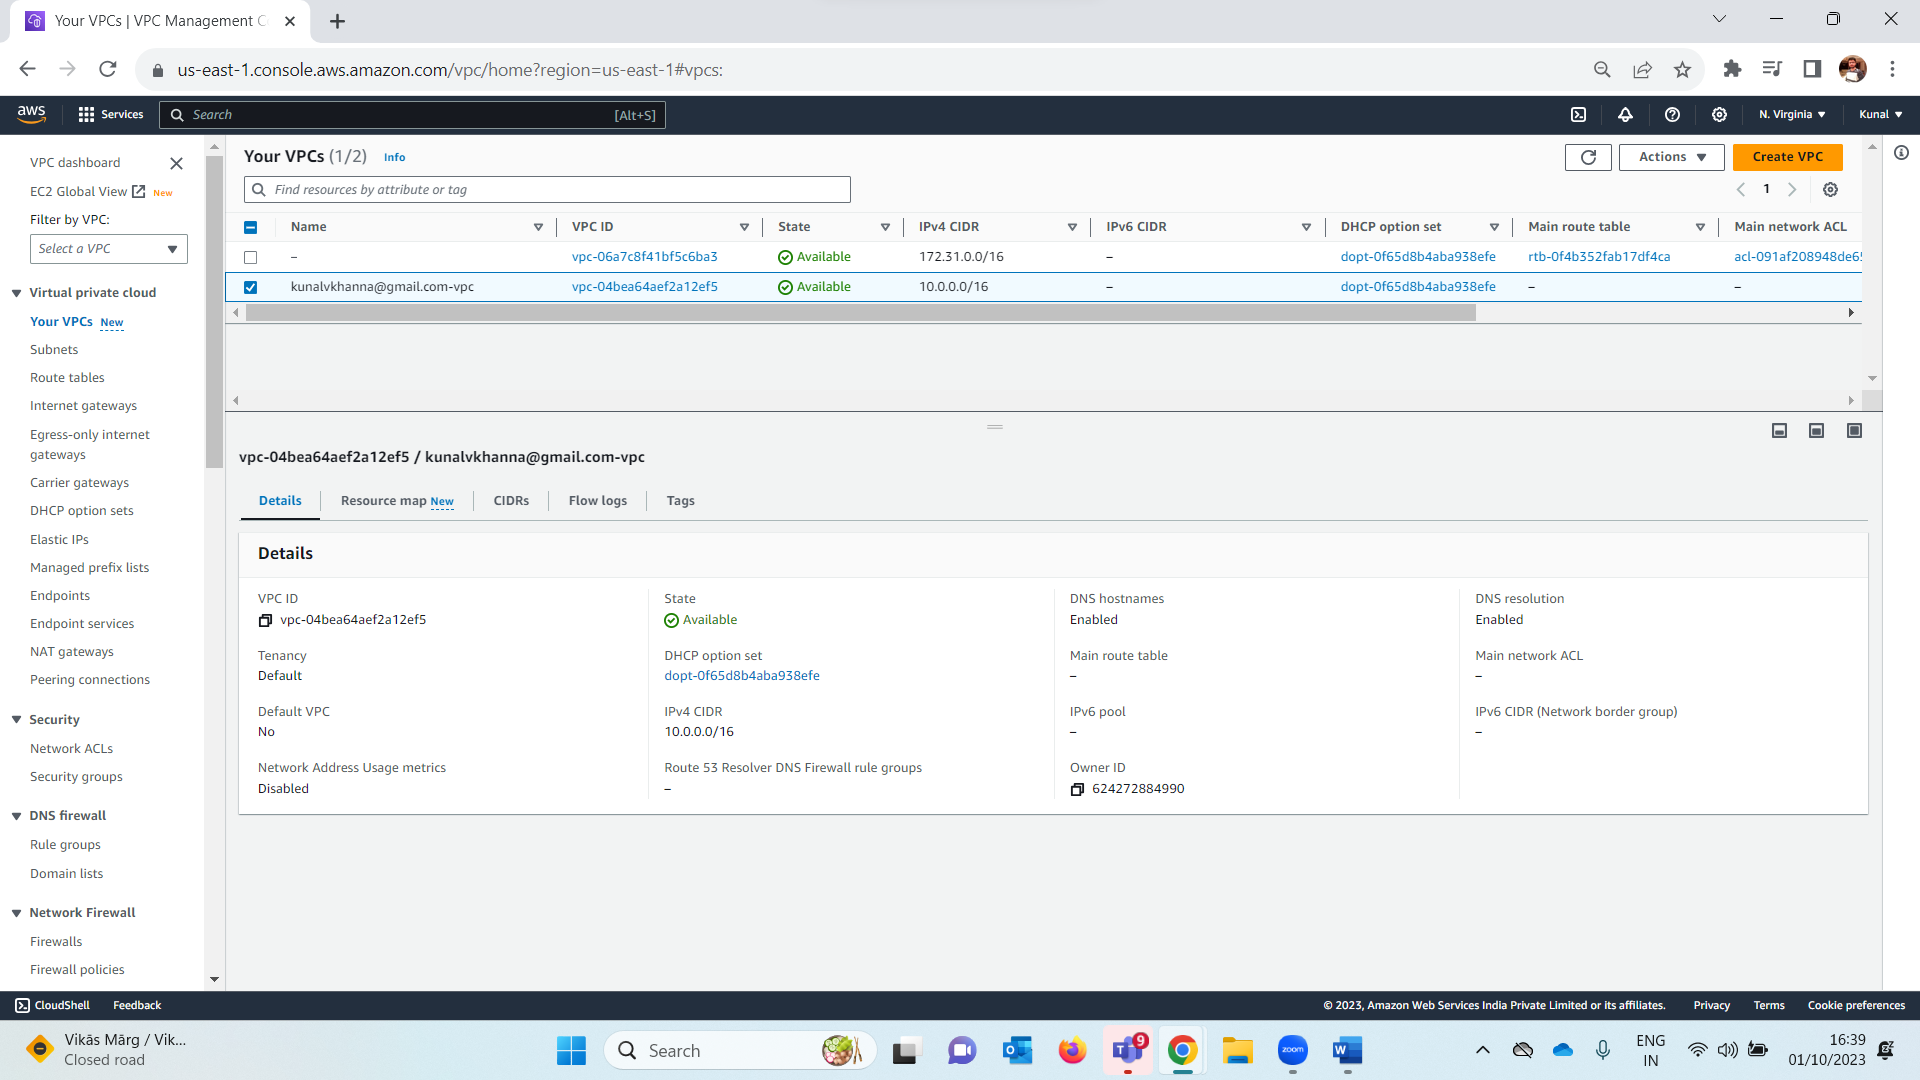 Your VPCs | VPC Management C
us-east-1.console.aws.amazon.com/vpc/home?region=us-east-1#vpcs:
aws
Services
Search
[Alt+S]
N. Virginia
Kunal
VPC dashboard
EC2 Global View New
Filter by VPC:
Select a VPC
Virtual private cloud
Your VPCs New
Subnets
Route tables
Internet gateways
Egress-only internet
gateways
Carrier gateways
DHCP option sets
Elastic IPs
Managed prefix lists
Endpoints
Endpoint services
NAT gateways
Peering connections
Security
Network ACLs
Security groups
DNS firewall
Rule groups
Domain lists
Network Firewall
Firewalls
Firewall policies
Your VPCs (1/2) Info
Actions
Create VPC
Find resources by attribute or tag
1
Name VPC ID State IPv4 CIDR IPv6 CIDR DHCP option set Main route table Main network ACL
– vpc-06a7c8f41bf5c6ba3 Available 172.31.0.0/16 – dopt-0f65d8b4aba938efe rtb-0f4b352fab17df4ca acl-091af208948de65
kunalvkhanna@gmail.com-vpc vpc-04bea64aef2a12ef5 Available 10.0.0.0/16 – dopt-0f65d8b4aba938efe – –
vpc-04bea64aef2a12ef5 / kunalvkhanna@gmail.com-vpc
Details Resource map New CIDRs Flow logs Tags
Details
VPC ID
vpc-04bea64aef2a12ef5
State
Available
DNS hostnames
Enabled
DNS resolution
Enabled
Tenancy
Default
DHCP option set
dopt-0f65d8b4aba938efe
Main route table
–
Main network ACL
–
Default VPC
No
IPv4 CIDR
10.0.0.0/16
IPv6 pool
–
IPv6 CIDR (Network border group)
–
Network Address Usage metrics
Disabled
Route 53 Resolver DNS Firewall rule groups
–
Owner ID
624272884990
CloudShell
Feedback
© 2023, Amazon Web Services India Private Limited or its affiliates.
Privacy
Terms
Cookie preferences
Vikās Mārg / Vik...
Closed road
Search
9
zoom
ENG
IN
16:39
01/10/2023